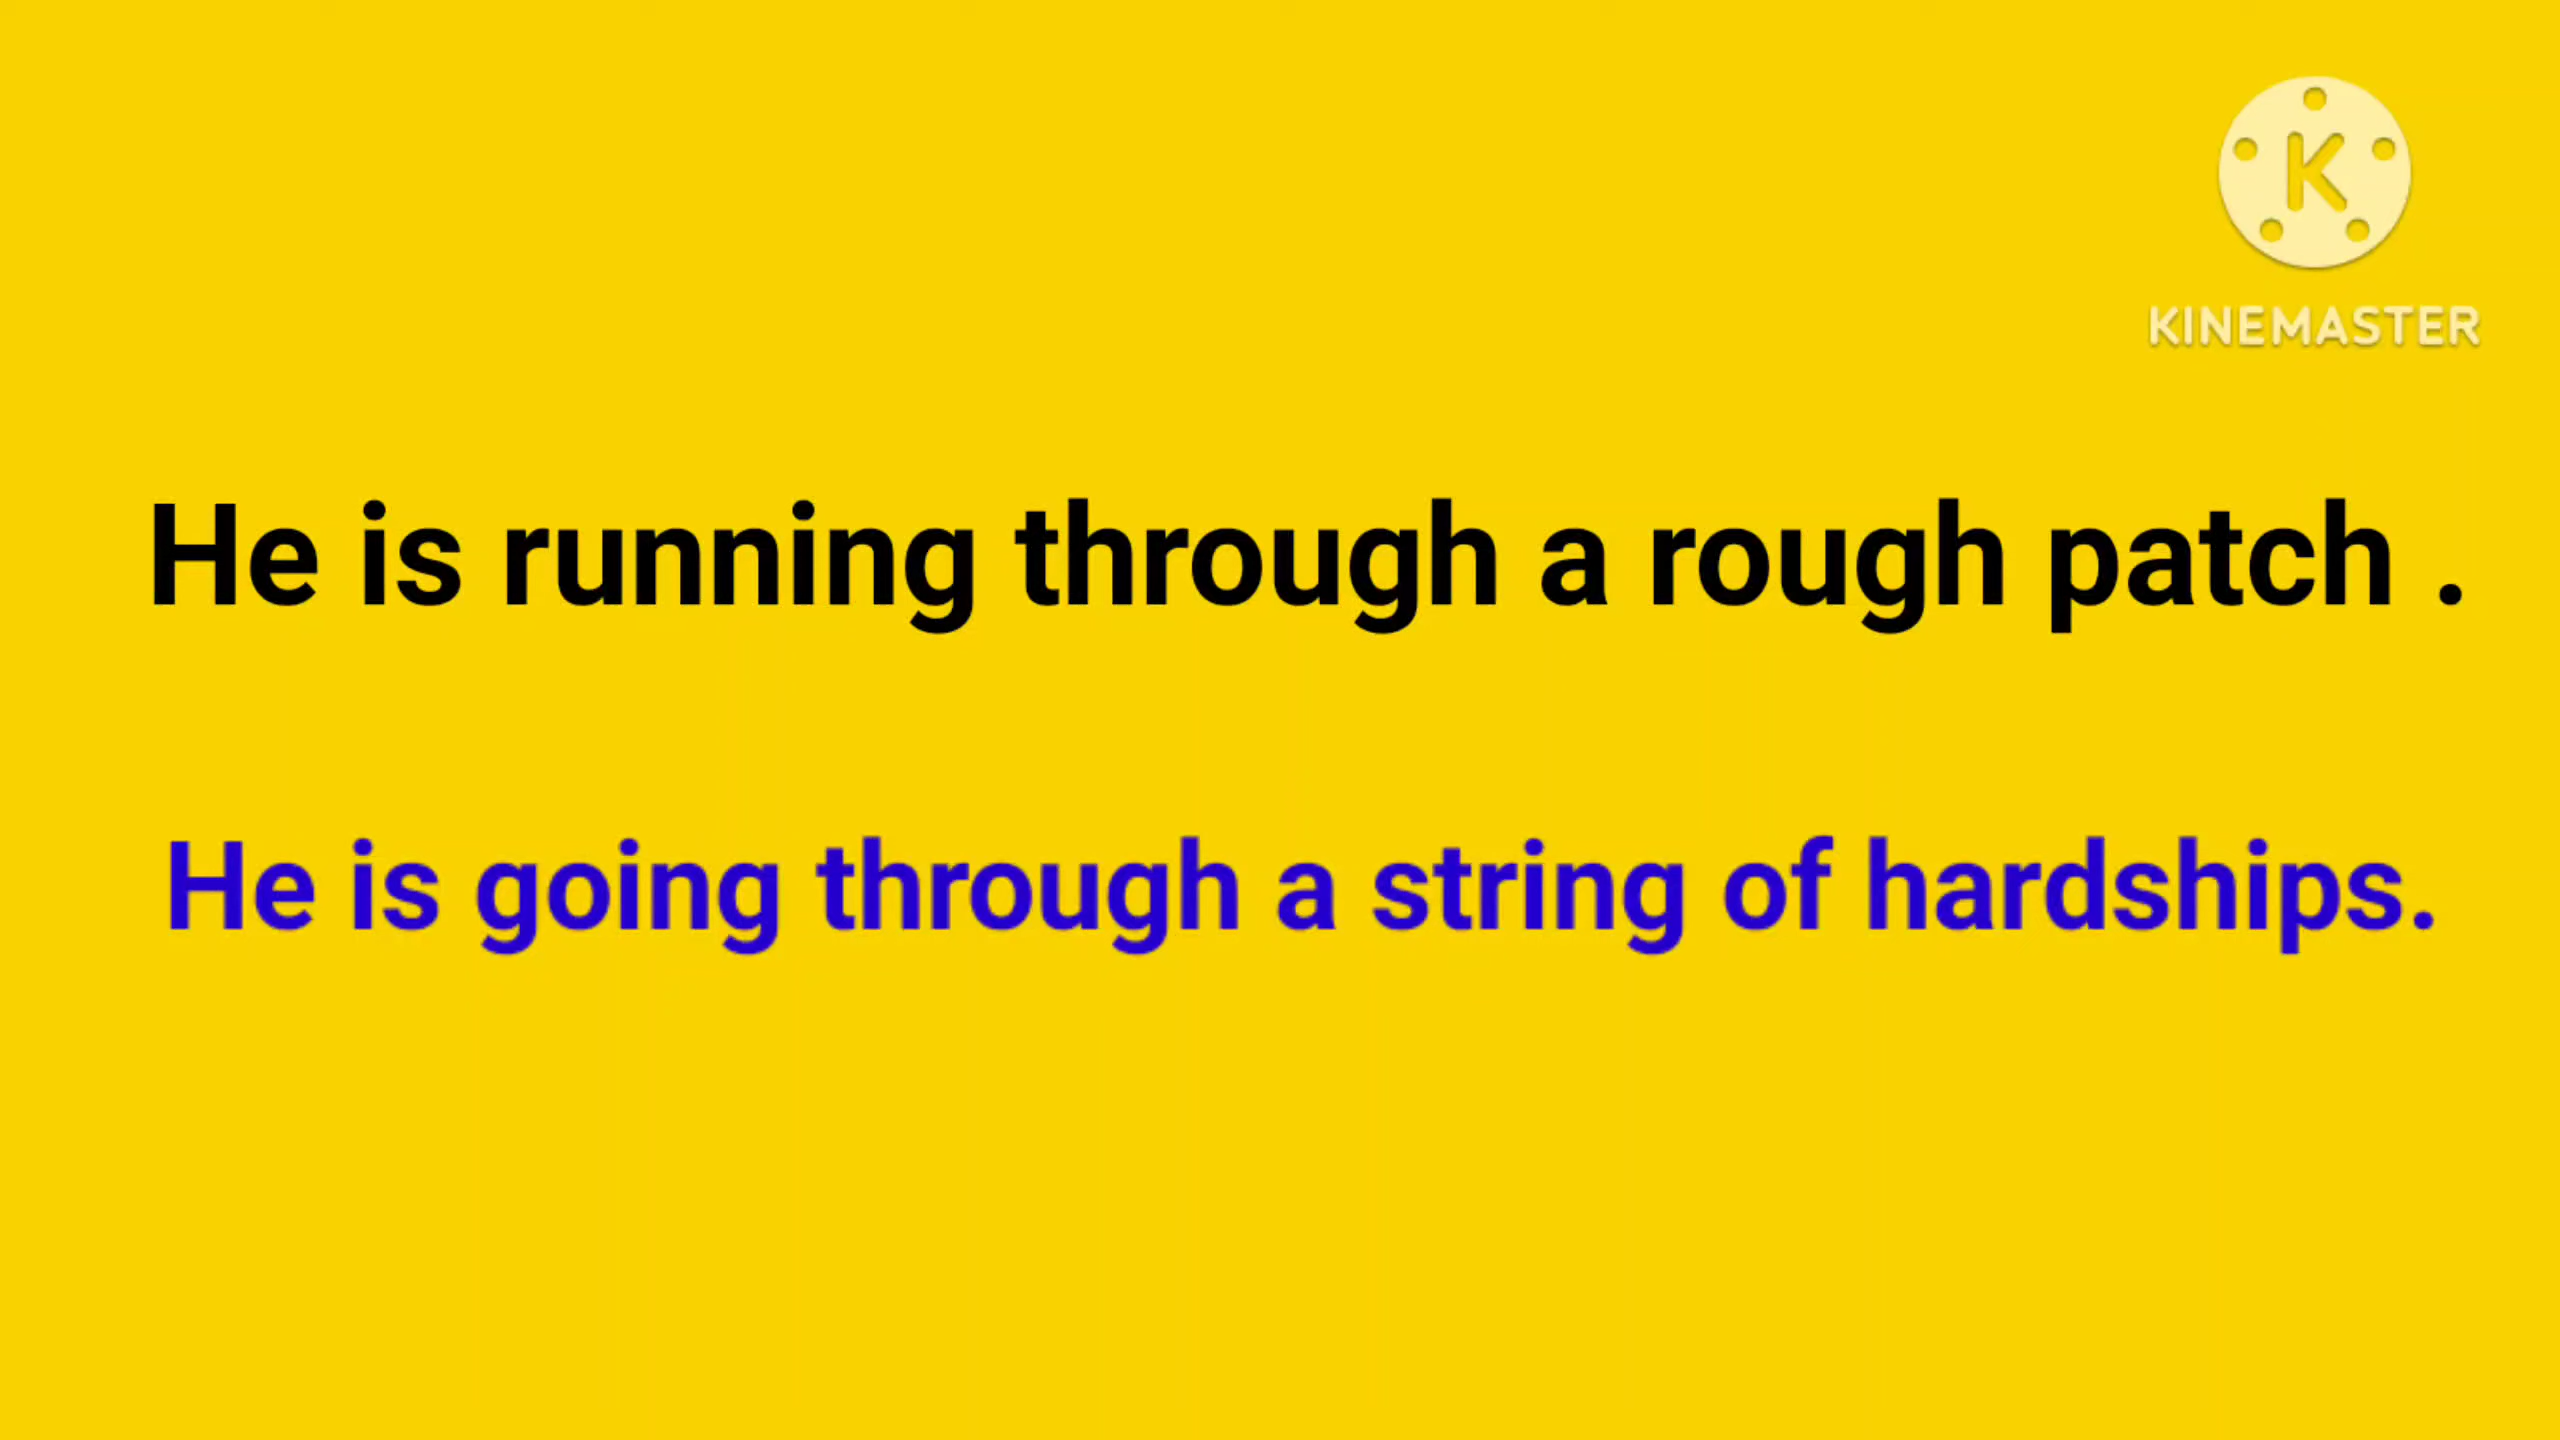 K
KINEMASTER
He is running through a rough patch .
He is going through a string of hardships.